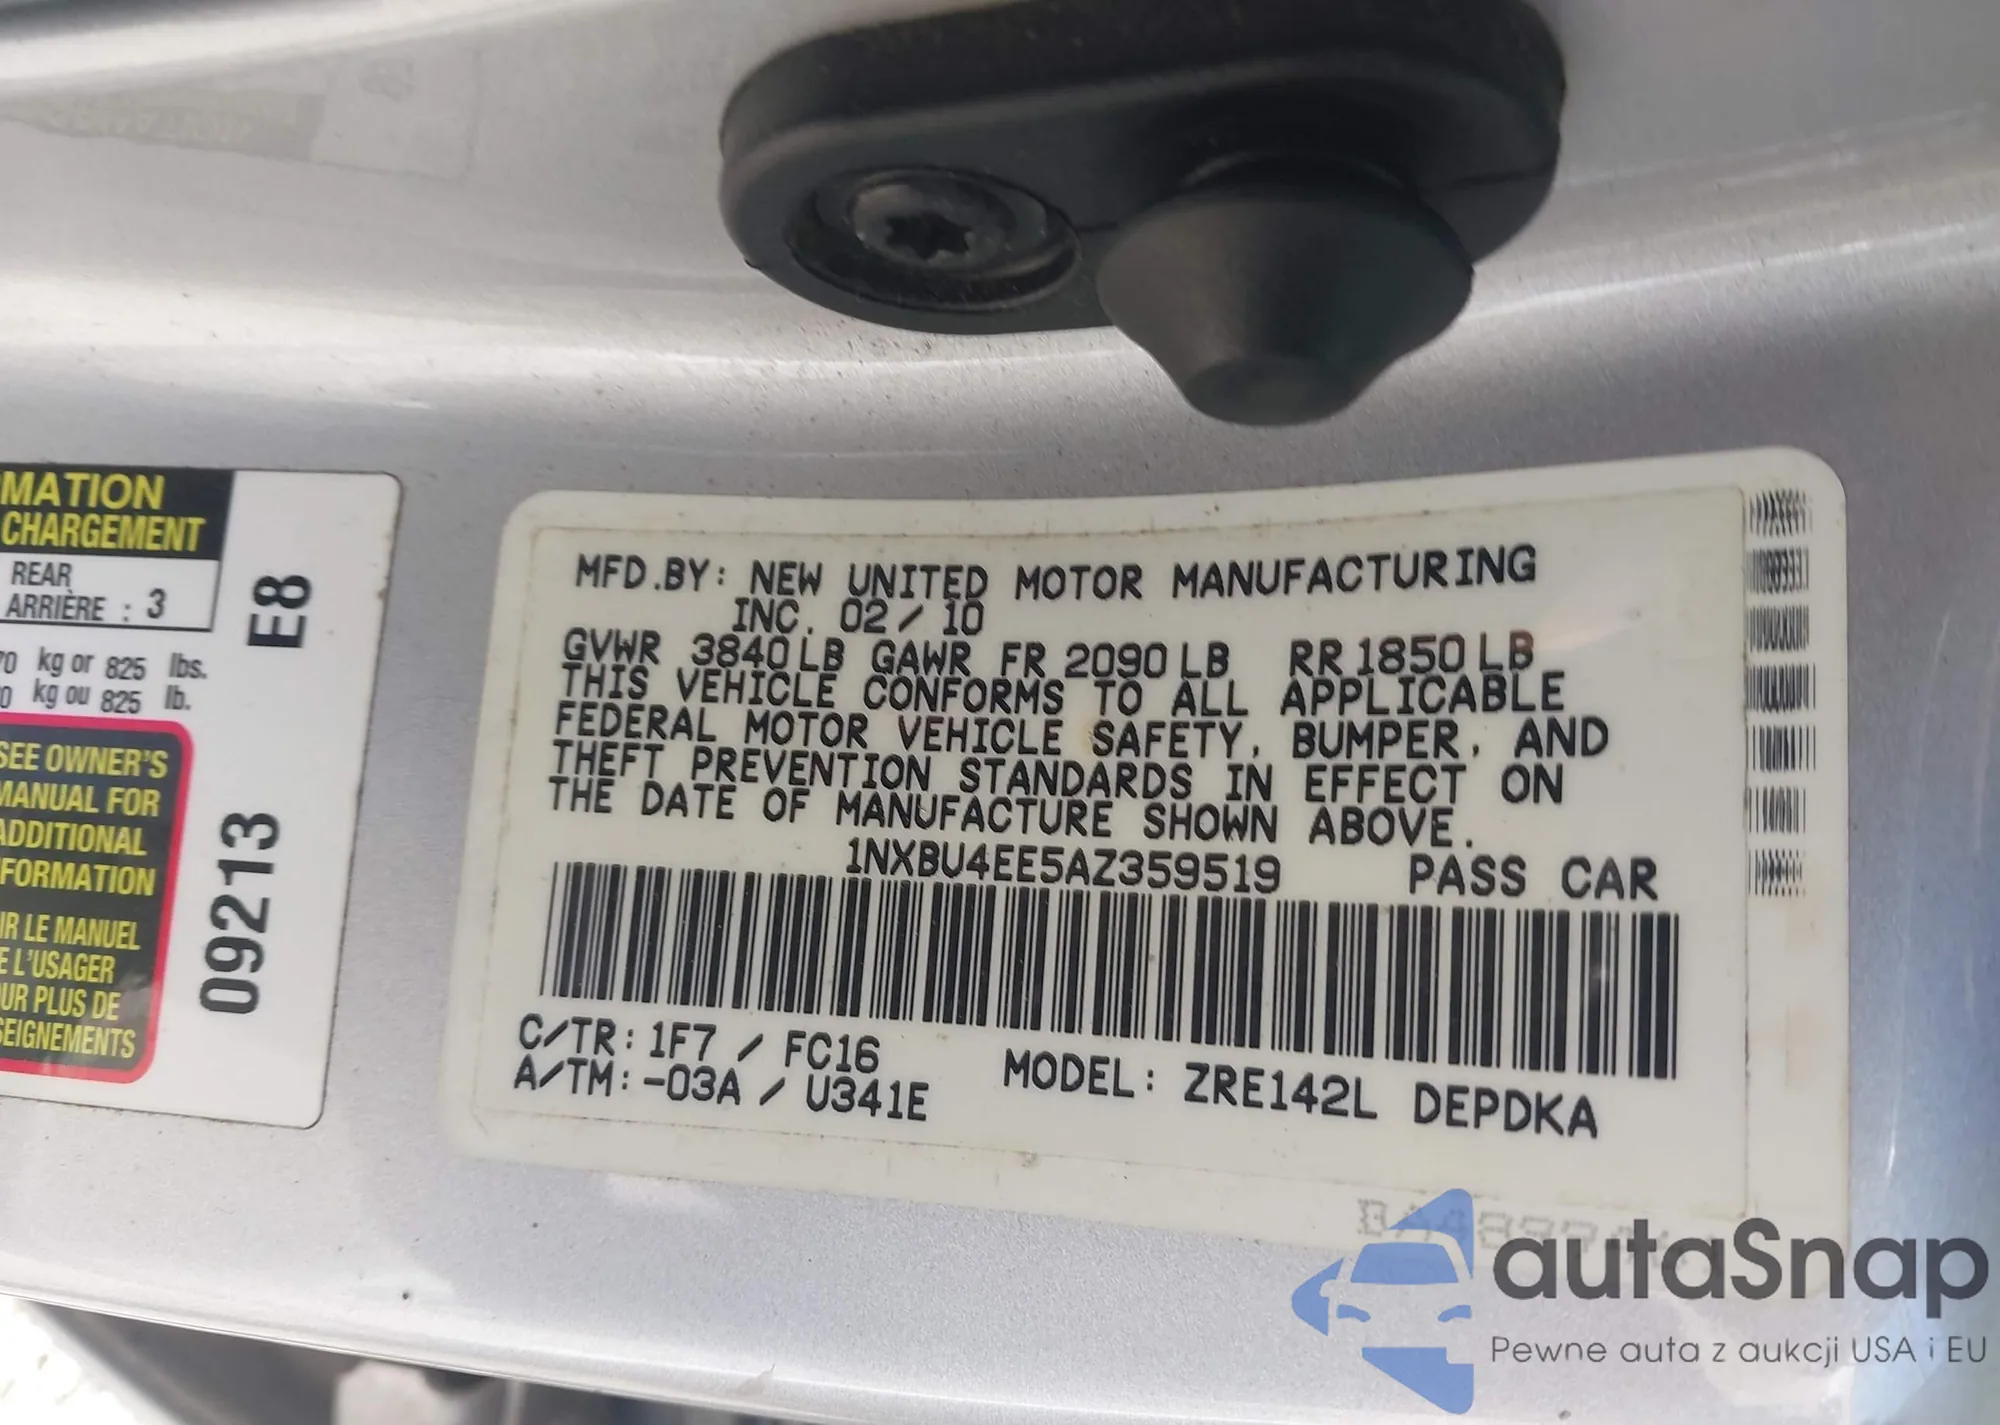 MATION
CHARGEMENT
REAR
ARRIÈRE : 3
kg or 825 lbs.
kg ou 825 lb.
E8
09213
SEE OWNER'S
MANUAL FOR
ADDITIONAL
FORMATION
IR LE MANUEL
E L'USAGER
UR PLUS DE
SEIGNEMENTS
MFD.BY: NEW UNITED MOTOR MANUFACTURING
INC. 02/10
GVWR 3840LB GAWR FR 2090LB RR1850LB
THIS VEHICLE CONFORMS TO ALL APPLICABLE
FEDERAL MOTOR VEHICLE SAFETY, BUMPER, AND
THEFT PREVENTION STANDARDS IN EFFECT ON
THE DATE OF MANUFACTURE SHOWN ABOVE.
1NXBU4EE5AZ359519 PASS CAR
C/TR: 1F7 / FC16
A/TM: -03A / U341E
MODEL: ZRE142L DEPDKA
autaSnap
Pewne auta z aukcji USA i EU